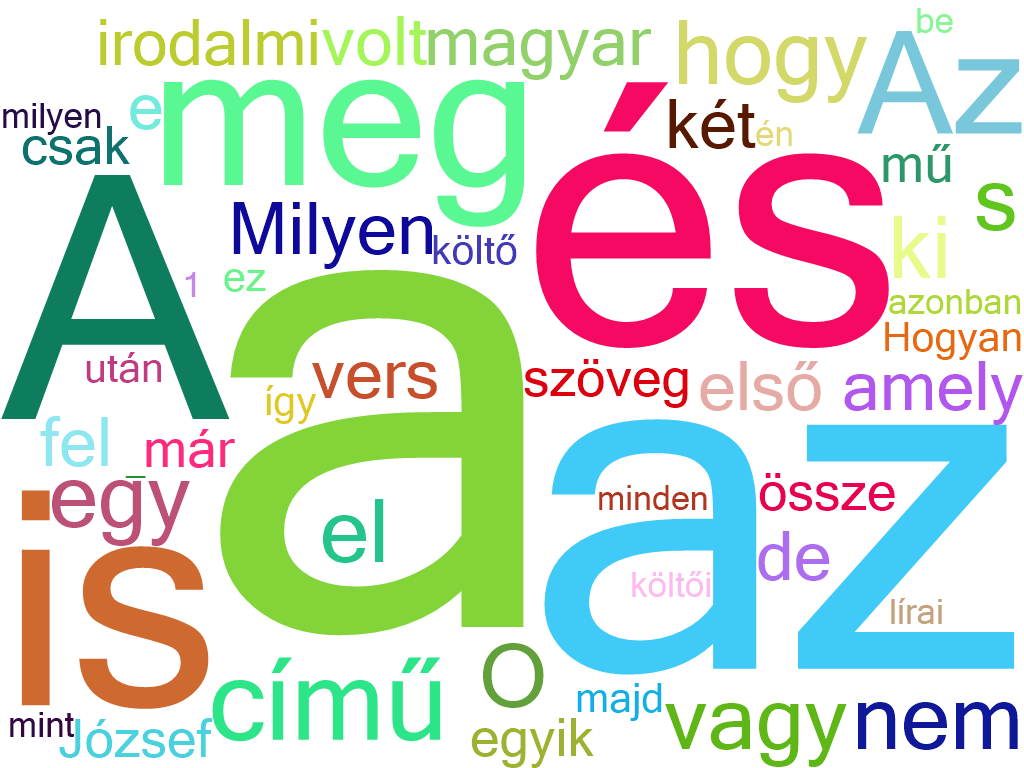 be
irodalmi volt magyar hogy Az
milyen e meg két én
csak és mű
A Milyen költő s
ki
1 ez a azonban
Hogyan
után vers szöveg első amely
így
fel már az
_
egy minden össze
is el de
költői lírai
című O majd
mint József egyik vagy nem